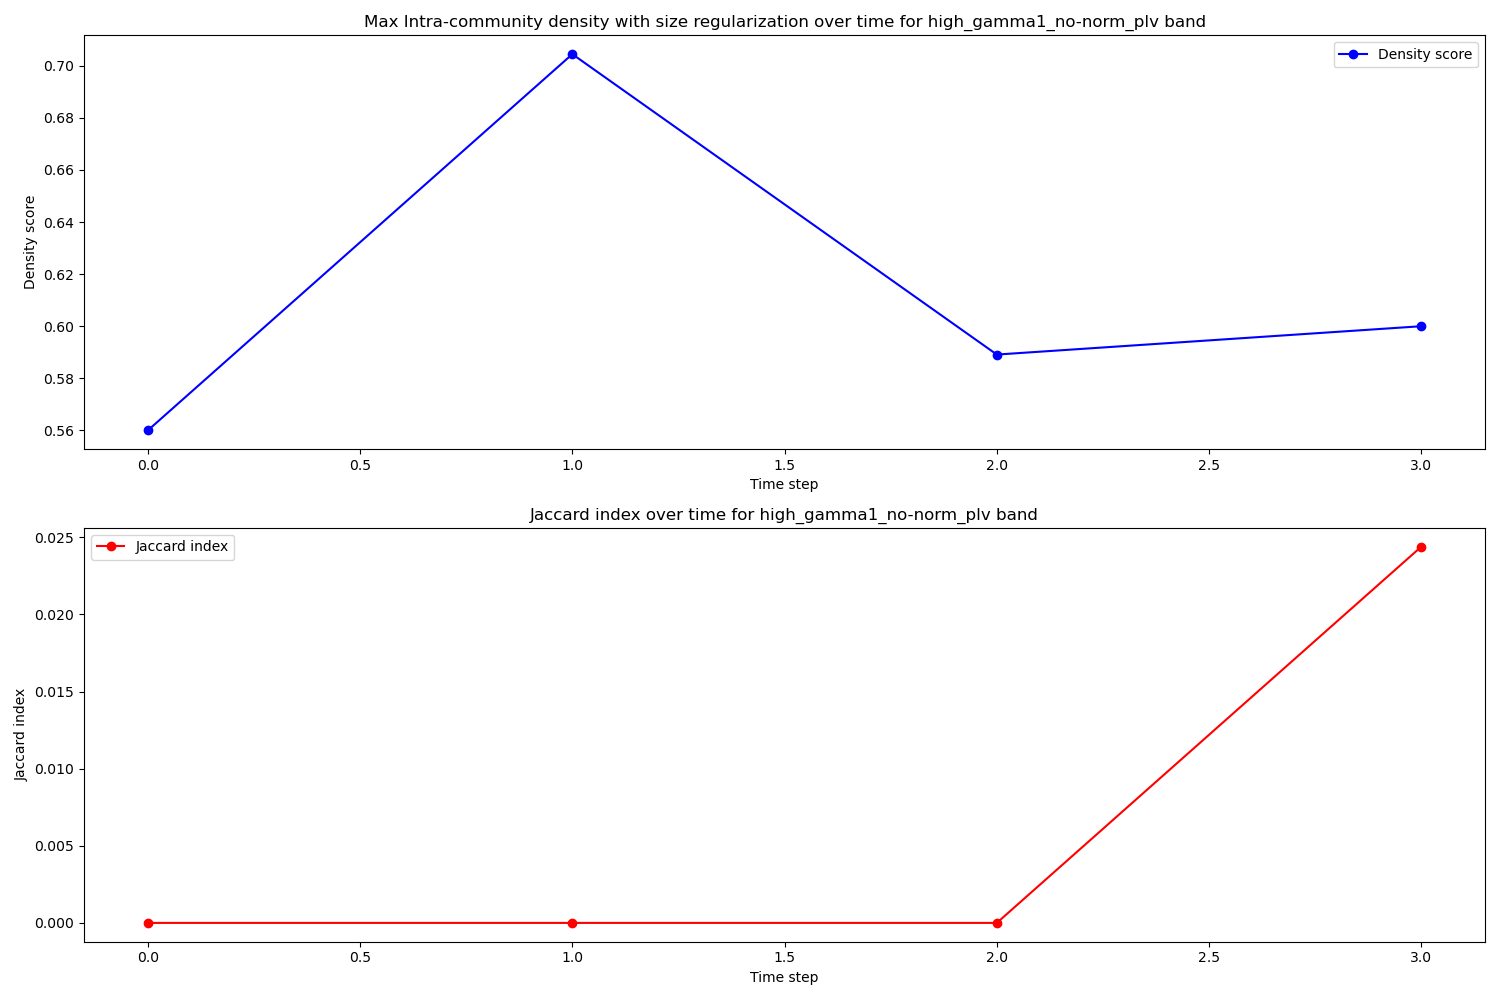 Max Intra-community density with size regularization over time for high_gamma1_no-norm_plv band
Density score
0.70
0.68
0.66
0.64
0.62
0.60
0.58
0.56
Density score
0.0 0.5 1.0 1.5 2.0 2.5 3.0
Time step
Jaccard index over time for high_gamma1_no-norm_plv band
Jaccard index
0.025
0.020
0.015
0.010
0.005
0.000
Jaccard index
0.0 0.5 1.0 1.5 2.0 2.5 3.0
Time step